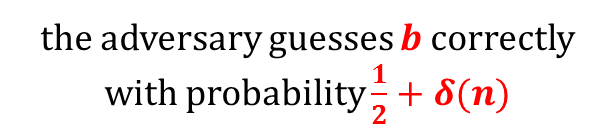 the adversary guesses b correctly
with probability 1/2 + δ(n)